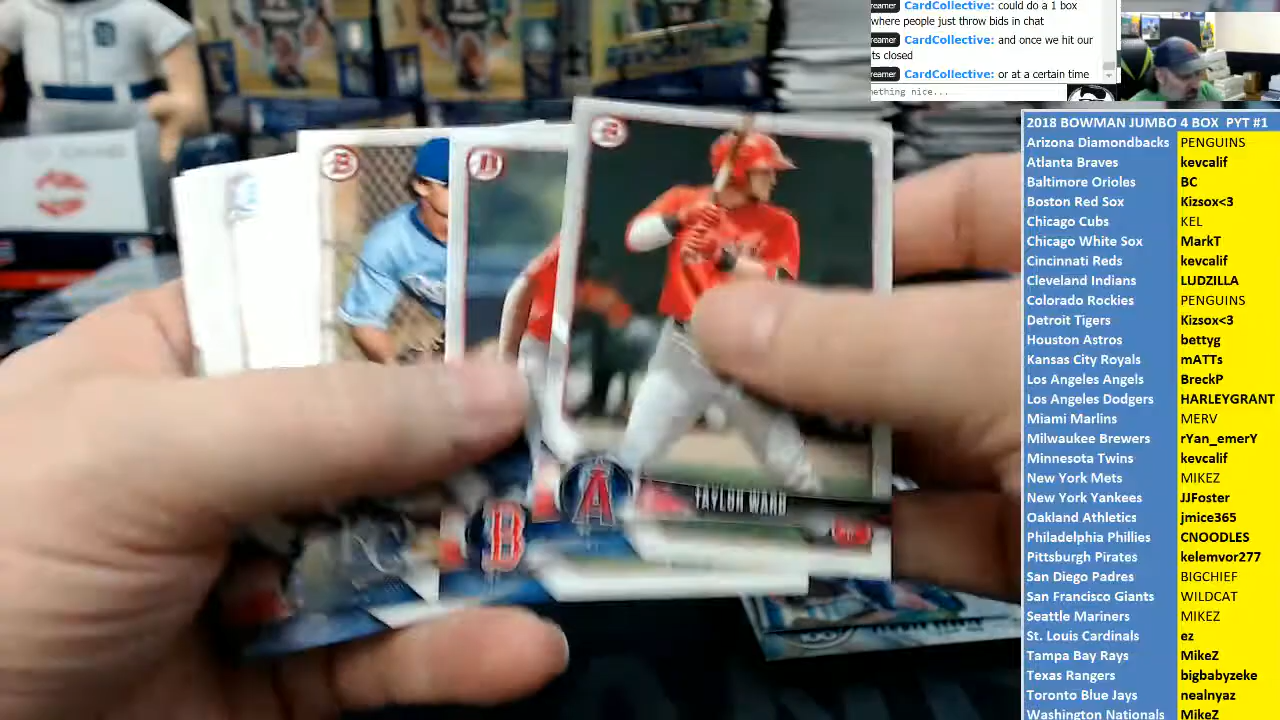 reamer CardCollective: could do a 1 box
where people just throw bids in chat
reamer CardCollective: and once we hit our
ts closed
reamer CardCollective: or at a certain time
nething nice...
2018 BOWMAN JUMBO 4 BOX PYT #1
Arizona Diamondbacks PENGUINS
Atlanta Braves kevcalif
Baltimore Orioles BC
Boston Red Sox Kizsox<3
Chicago Cubs KEL
Chicago White Sox MarkT
Cincinnati Reds kevcalif
Cleveland Indians LUDZILLA
Colorado Rockies PENGUINS
Detroit Tigers Kizsox<3
Houston Astros bettyg
Kansas City Royals mATTs
Los Angeles Angels BreckP
Los Angeles Dodgers HARLEYGRANT
Miami Marlins MERV
Milwaukee Brewers rYan_emerY
Minnesota Twins kevcalif
New York Mets MIKEZ
New York Yankees JJFoster
Oakland Athletics jmice365
Philadelphia Phillies CNOODLES
Pittsburgh Pirates kelemvor277
San Diego Padres BIGCHIEF
San Francisco Giants WILDCAT
Seattle Mariners MIKEZ
St. Louis Cardinals ez
Tampa Bay Rays MikeZ
Texas Rangers bigbabyzeke
Toronto Blue Jays nealnyaz
Washington Nationals MikeZ
B
B
B
A
TAYLOR WARD
B